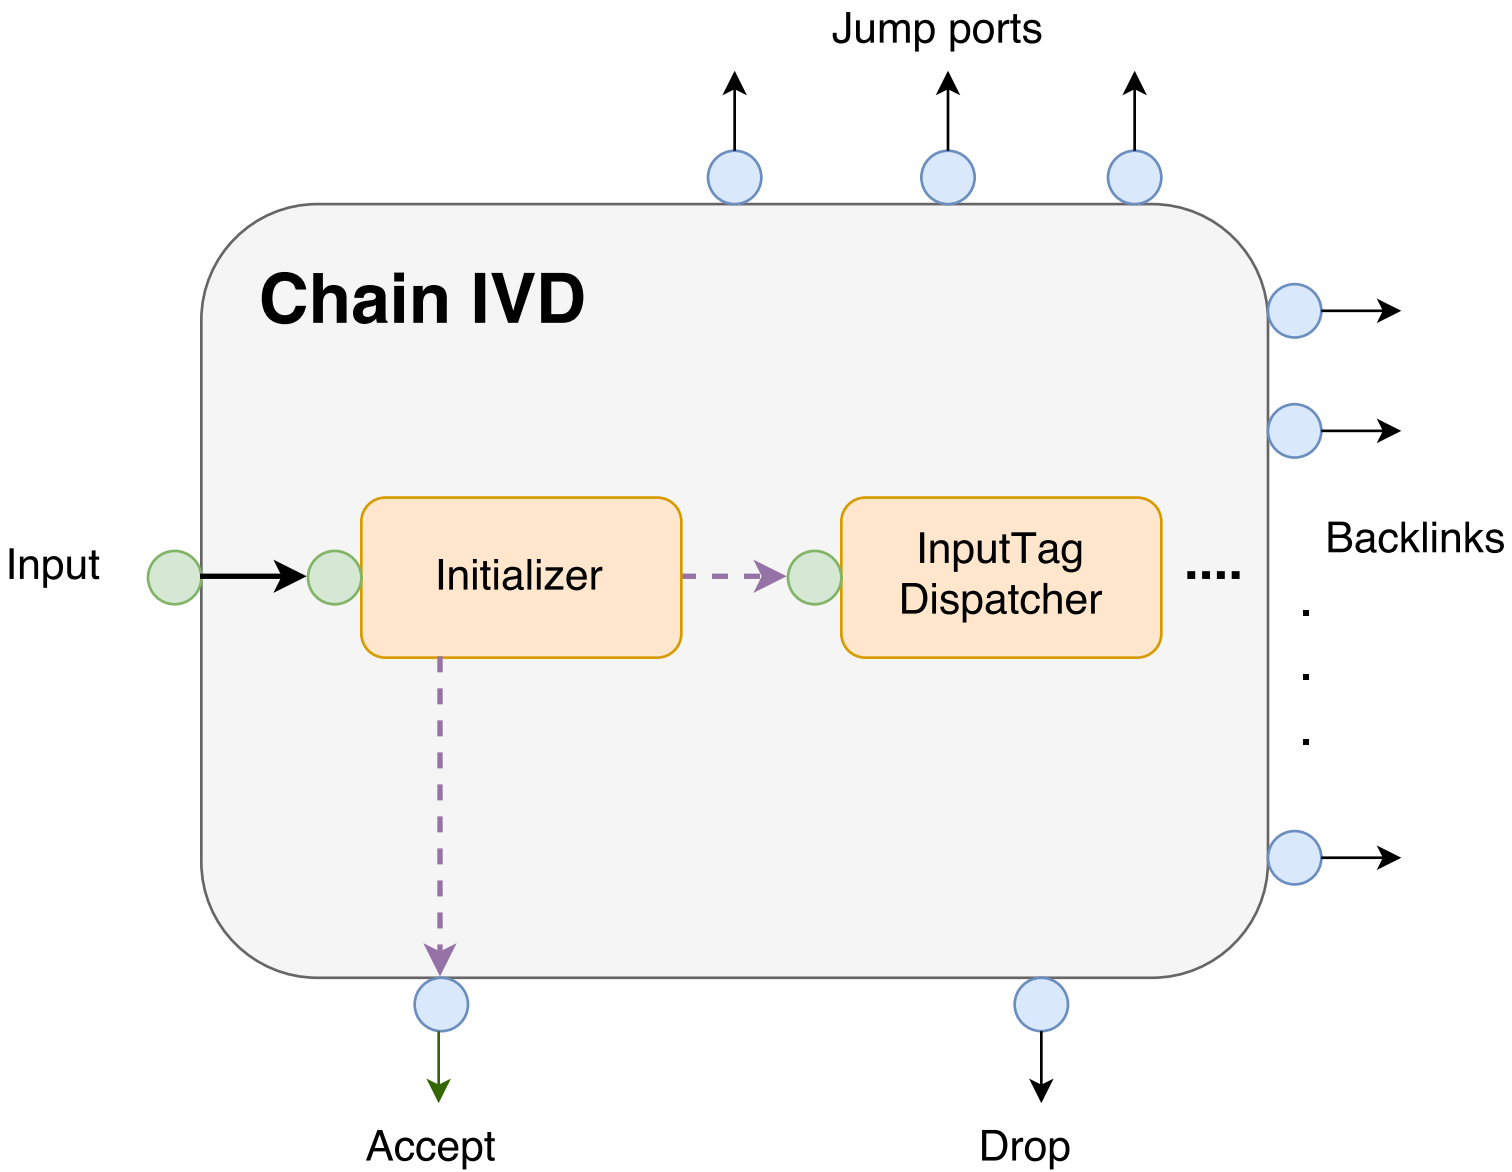 Jump ports
Chain IVD
Input
Initializer
InputTag
Dispatcher
....
Backlinks
.
.
.
Accept
Drop